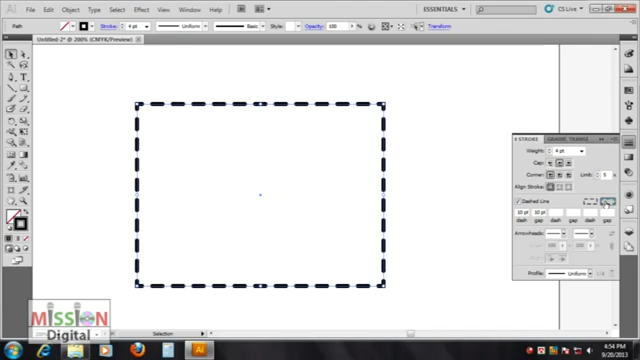 Ai File Edit Object Type Select Effect View Window Help ESSENTIALS CS Live
Path Stroke: 4 pt Uniform Basic Style: Opacity: 100 Transform
Untitled-2* @ 200% (CMYK/Preview)
STROKE
Weight: 4 pt
Cap:
Corner: Limit: 5
Align Stroke:
Dashed Line
10 pt 10 pt
dash gap dash gap dash gap
Arrowheads:
100 100
Profile: Uniform
MISSION
Digital
Selection
4:54 PM
9/20/2013